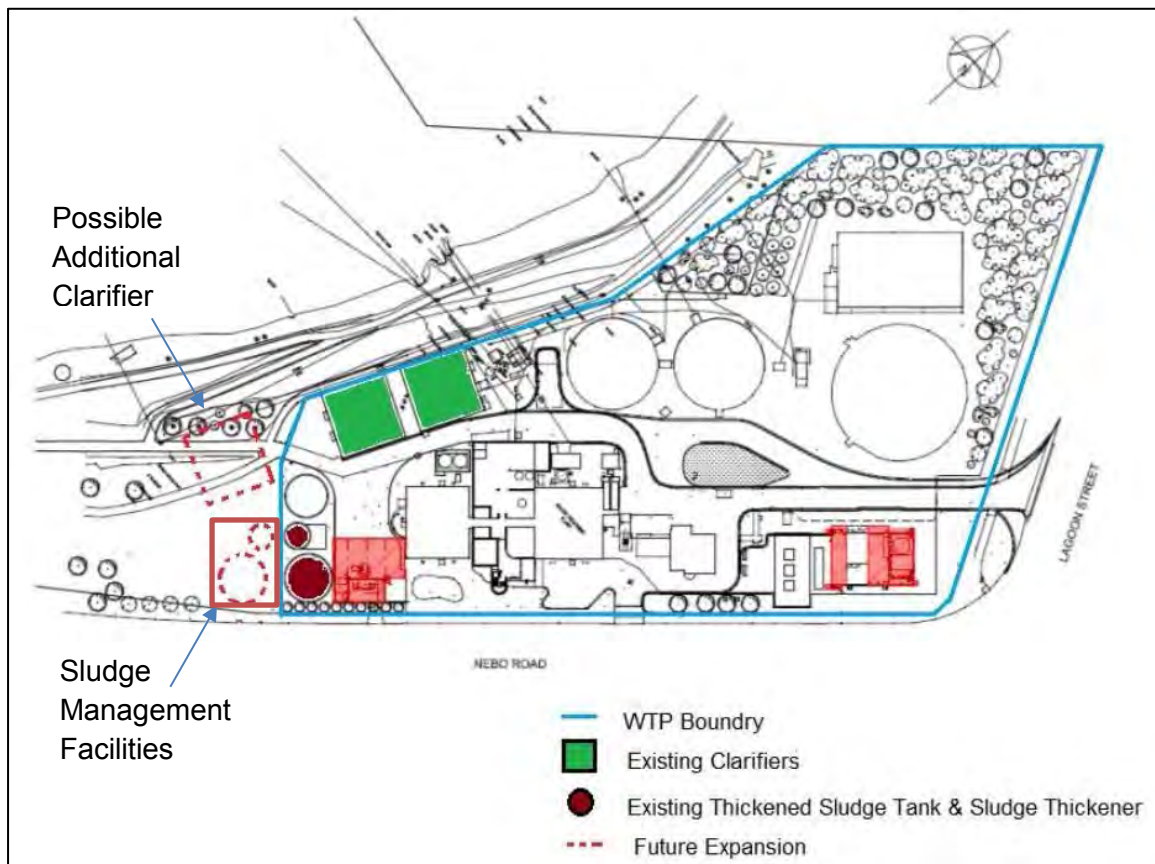 Possible
Additional
Clarifier
LAGOON STREET
Sludge
Management
Facilities
NEBO ROAD
WTP Boundry
Existing Clarifiers
Existing Thickened Sludge Tank & Sludge Thickener
Future Expansion